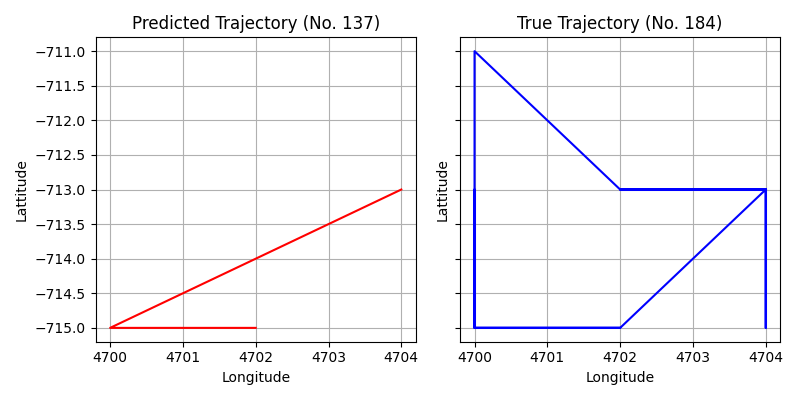 Predicted Trajectory (No. 137)
True Trajectory (No. 184)
−711.0
−711.5
−712.0
−712.5
−713.0
−713.5
−714.0
−714.5
−715.0
Lattitude
Lattitude
4700 4701 4702 4703 4704
4700 4701 4702 4703 4704
Longitude
Longitude